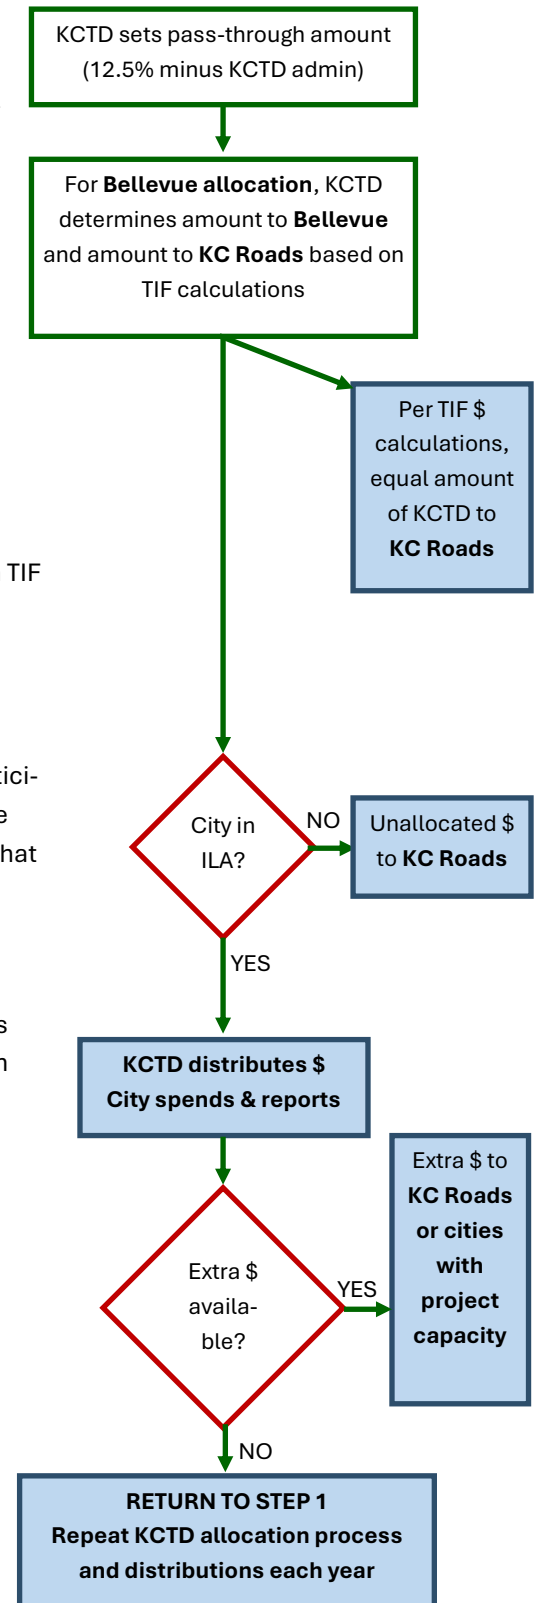 KCTD sets pass-through amount
(12.5% minus KCTD admin)
For Bellevue allocation, KCTD
determines amount to Bellevue
and amount to KC Roads based on
TIF calculations
Per TIF $
calculations,
equal amount
of KCTD to
KC Roads
TIF
tici-
e
hat
City in
ILA?
NO
Unallocated $
to KC Roads
YES
s
n
KCTD distributes $
City spends & reports
Extra $ to
KC Roads
or cities
with
project
capacity
Extra $
availa-
ble?
YES
NO
RETURN TO STEP 1
Repeat KCTD allocation process
and distributions each year